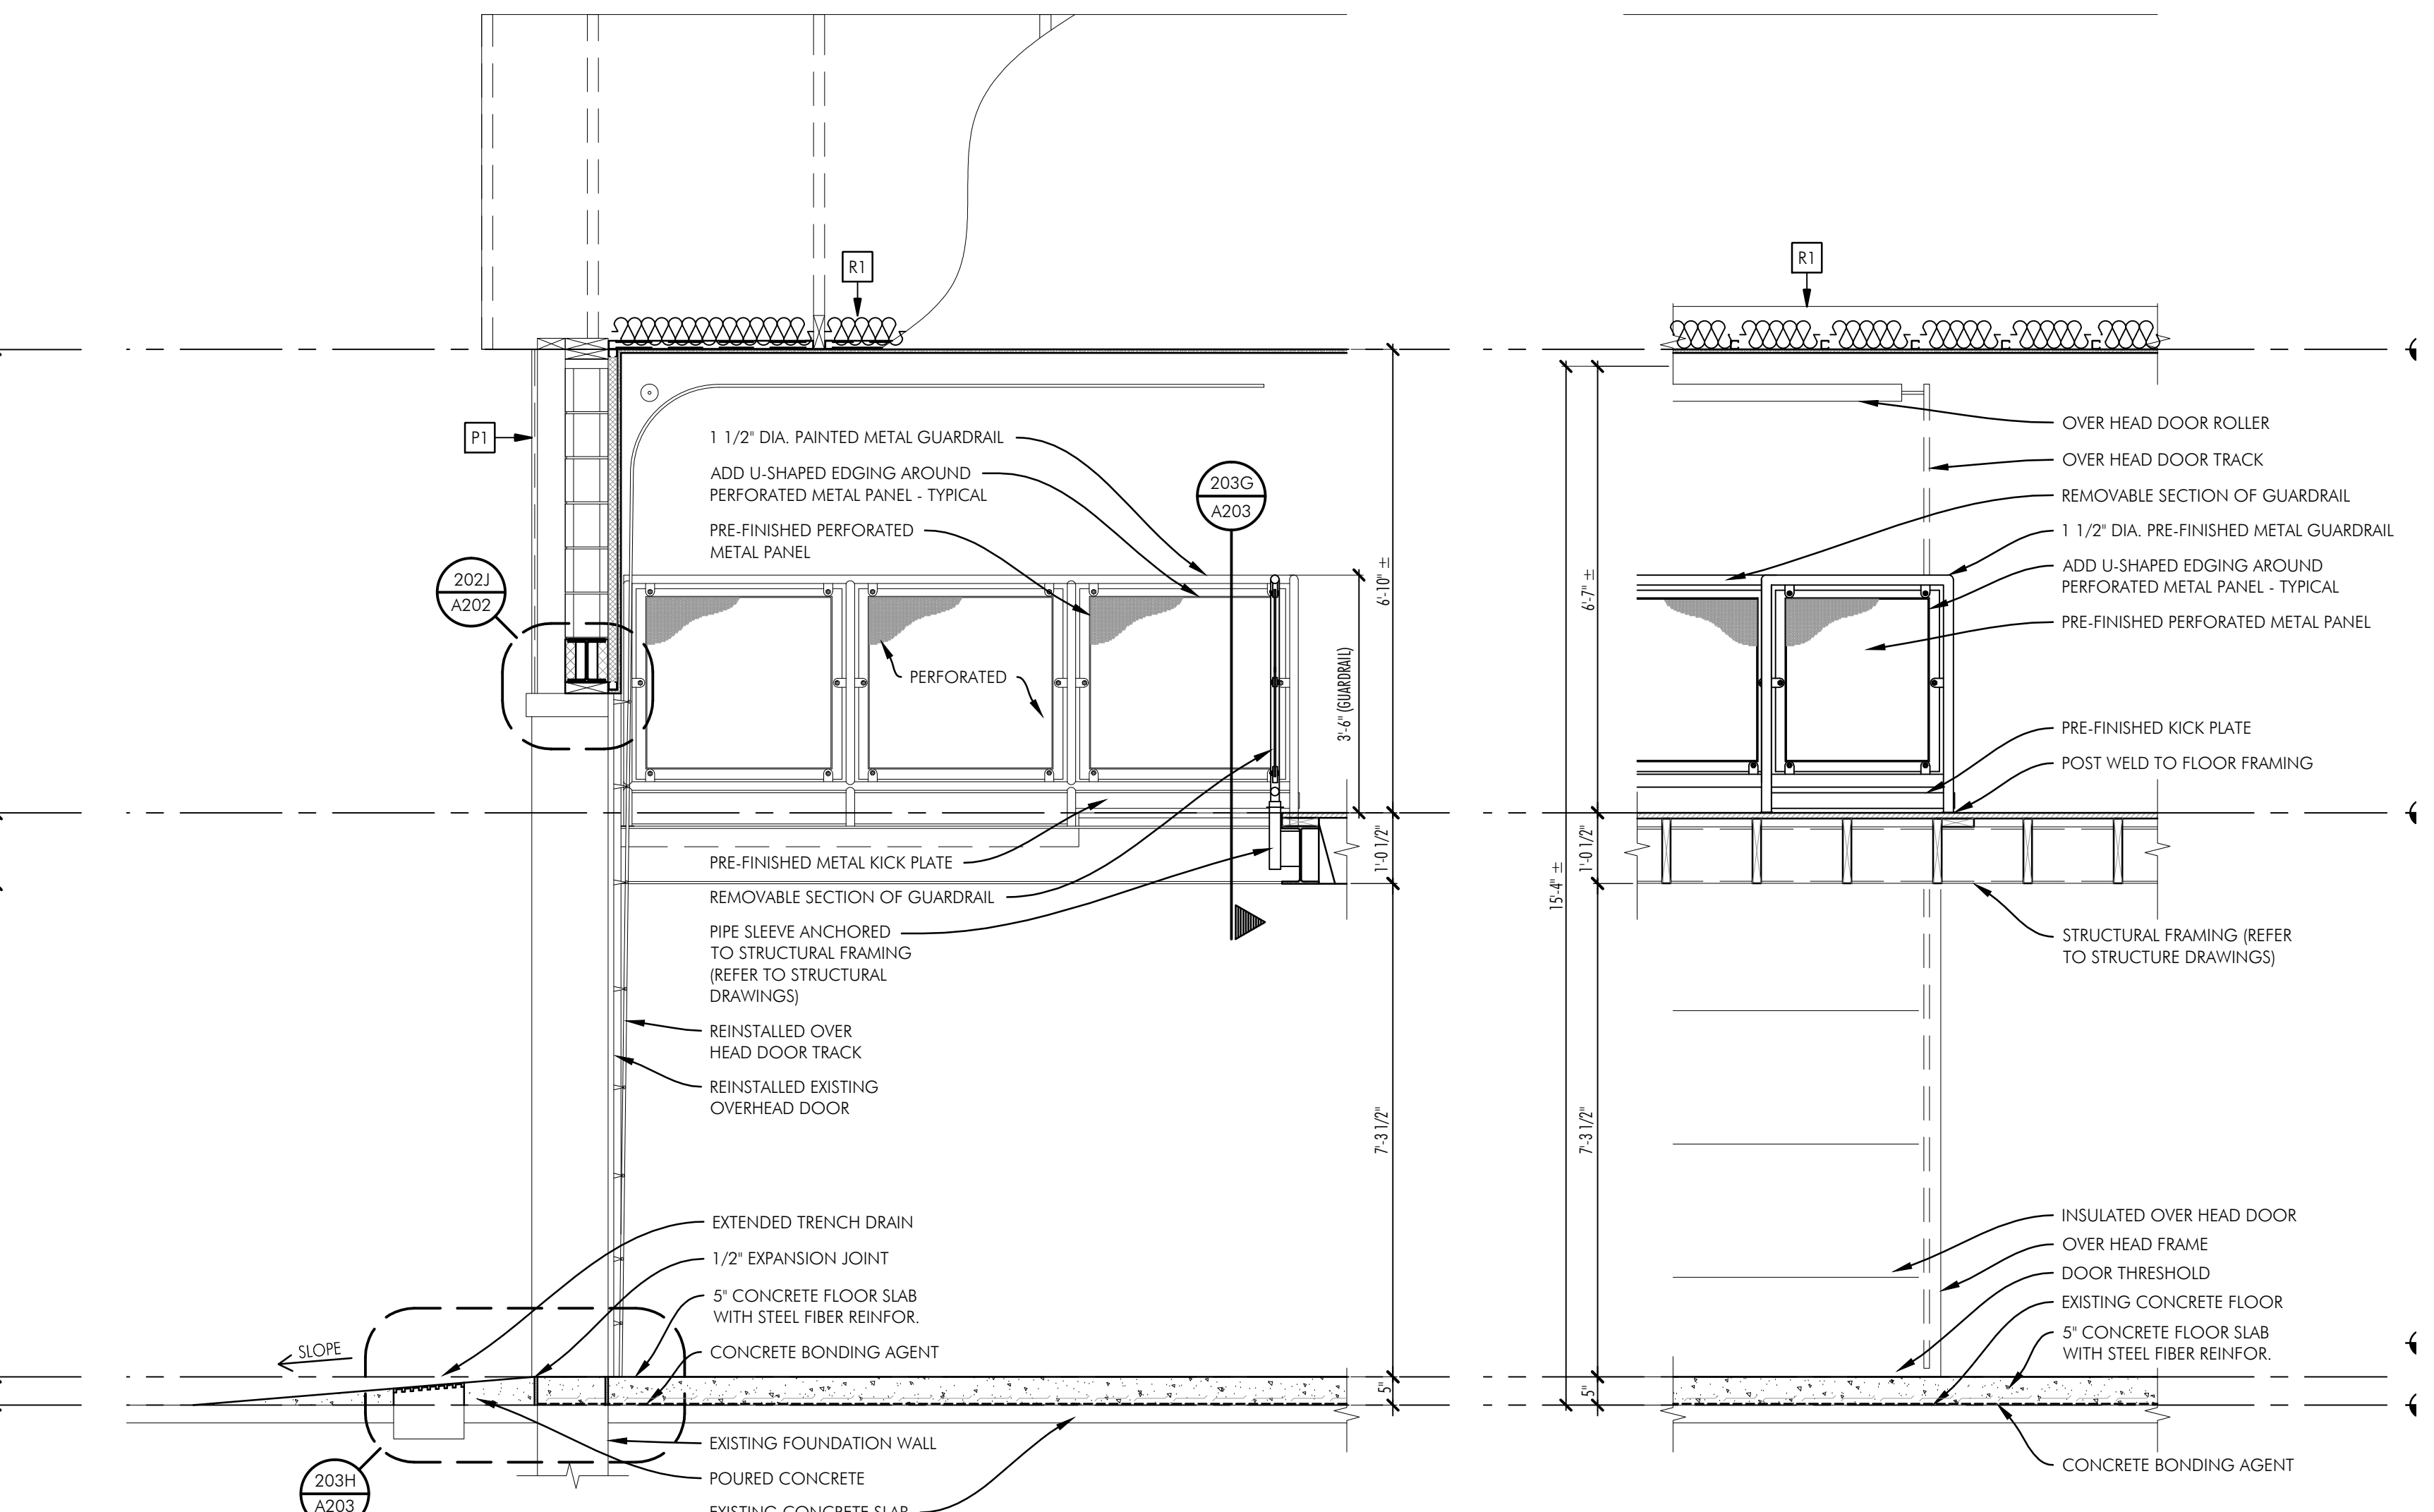 R1
P1
1 1/2" DIA. PAINTED METAL GUARDRAIL
ADD U-SHAPED EDGING AROUND
PERFORATED METAL PANEL - TYPICAL
PRE-FINISHED PERFORATED
METAL PANEL
203G
A203
202J
A202
PERFORATED
3'-6" (GUARDRAIL)
6'-10" ±
1'-0 1/2"
7'-3 1/2"
5"
PRE-FINISHED METAL KICK PLATE
REMOVABLE SECTION OF GUARDRAIL
PIPE SLEEVE ANCHORED
TO STRUCTURAL FRAMING
(REFER TO STRUCTURAL
DRAWINGS)
REINSTALLED OVER
HEAD DOOR TRACK
REINSTALLED EXISTING
OVERHEAD DOOR
EXTENDED TRENCH DRAIN
1/2" EXPANSION JOINT
5" CONCRETE FLOOR SLAB
WITH STEEL FIBER REINFOR.
CONCRETE BONDING AGENT
SLOPE
EXISTING FOUNDATION WALL
POURED CONCRETE
EXISTING CONCRETE SLAB
203H
A203
R1
OVER HEAD DOOR ROLLER
OVER HEAD DOOR TRACK
REMOVABLE SECTION OF GUARDRAIL
1 1/2" DIA. PRE-FINISHED METAL GUARDRAIL
ADD U-SHAPED EDGING AROUND
PERFORATED METAL PANEL - TYPICAL
PRE-FINISHED PERFORATED METAL PANEL
PRE-FINISHED KICK PLATE
POST WELD TO FLOOR FRAMING
STRUCTURAL FRAMING (REFER
TO STRUCTURE DRAWINGS)
15'-4" ±
6'-7" ±
1'-0 1/2"
7'-3 1/2"
5"
INSULATED OVER HEAD DOOR
OVER HEAD FRAME
DOOR THRESHOLD
EXISTING CONCRETE FLOOR
5" CONCRETE FLOOR SLAB
WITH STEEL FIBER REINFOR.
CONCRETE BONDING AGENT